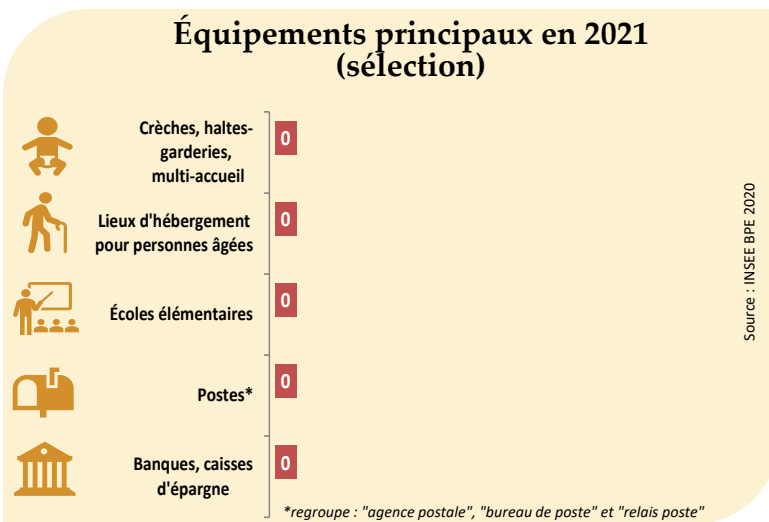 Équipements principaux en 2021
(sélection)
Crèches, haltes-
garderies,
multi-accueil
0
Lieux d'hébergement
pour personnes âgées
0
Écoles élémentaires
0
Postes*
0
Banques, caisses
d'épargne
0
*regroupe : "agence postale", "bureau de poste" et "relais poste"
Source : INSEE BPE 2020